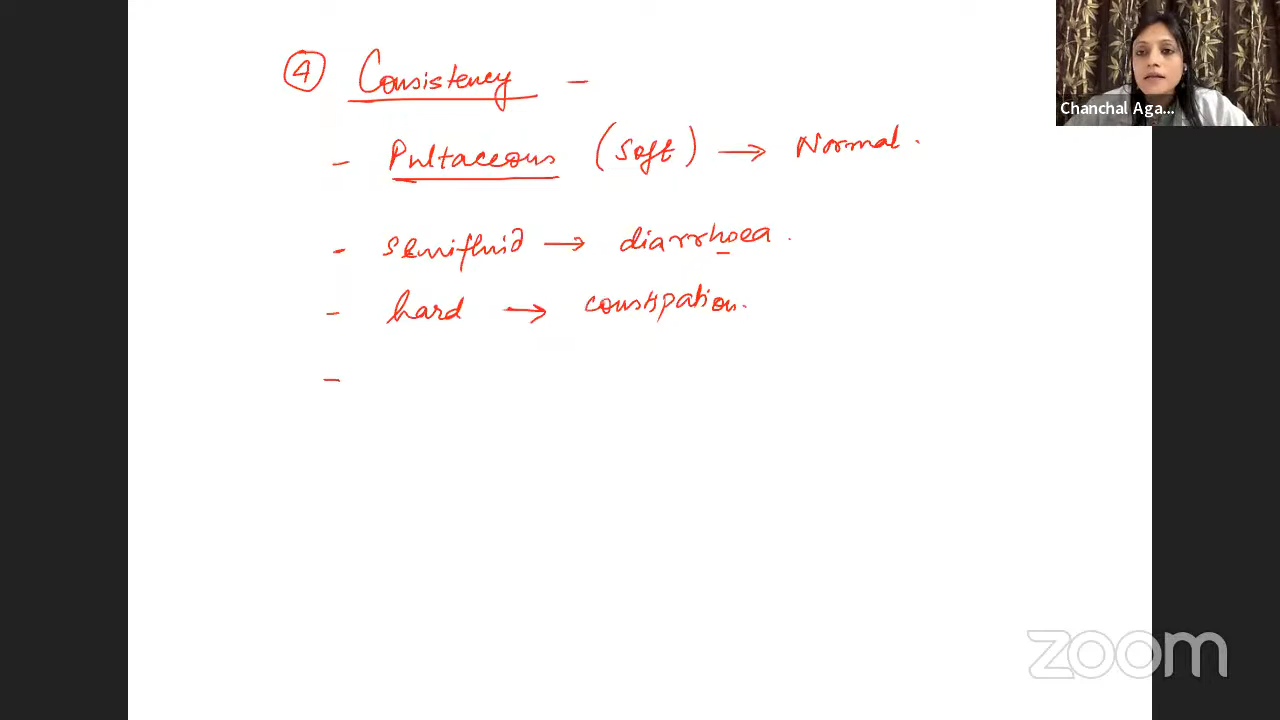 ④ Consistency -
- Pultaceous (soft) → Normal.
- semifluid → diarrhoea.
- hard → constipation.
-
Chanchal Aga...
zoom